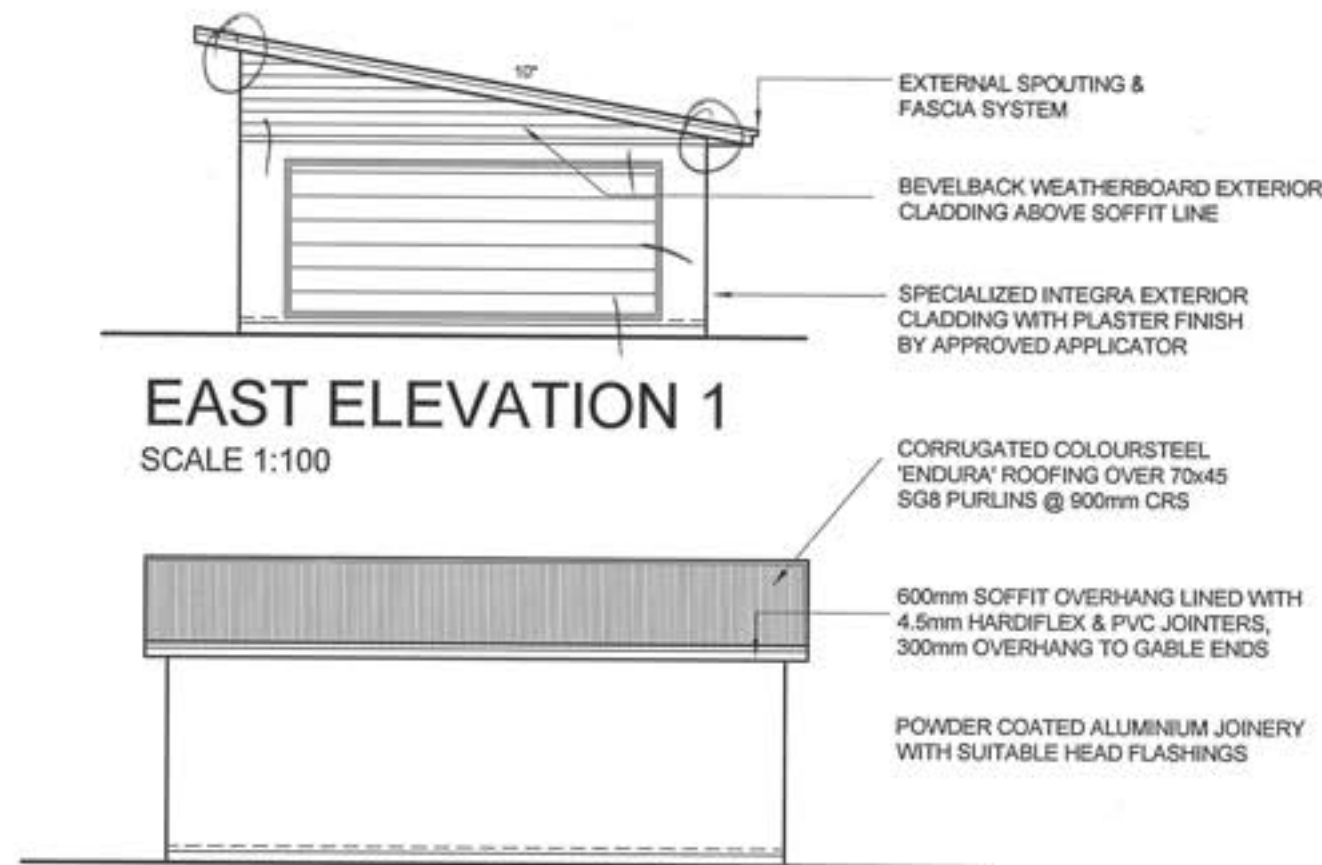 10°
EXTERNAL SPOUTING &
FASCIA SYSTEM
BEVELBACK WEATHERBOARD EXTERIOR
CLADDING ABOVE SOFFIT LINE
SPECIALIZED INTEGRA EXTERIOR
CLADDING WITH PLASTER FINISH
BY APPROVED APPLICATOR
EAST ELEVATION 1
SCALE 1:100
CORRUGATED COLOURSTEEL
'ENDURA' ROOFING OVER 70x45
SG8 PURLINS @ 900mm CRS
600mm SOFFIT OVERHANG LINED WITH
4.5mm HARDIFLEX & PVC JOINTERS,
300mm OVERHANG TO GABLE ENDS
POWDER COATED ALUMINIUM JOINERY
WITH SUITABLE HEAD FLASHINGS